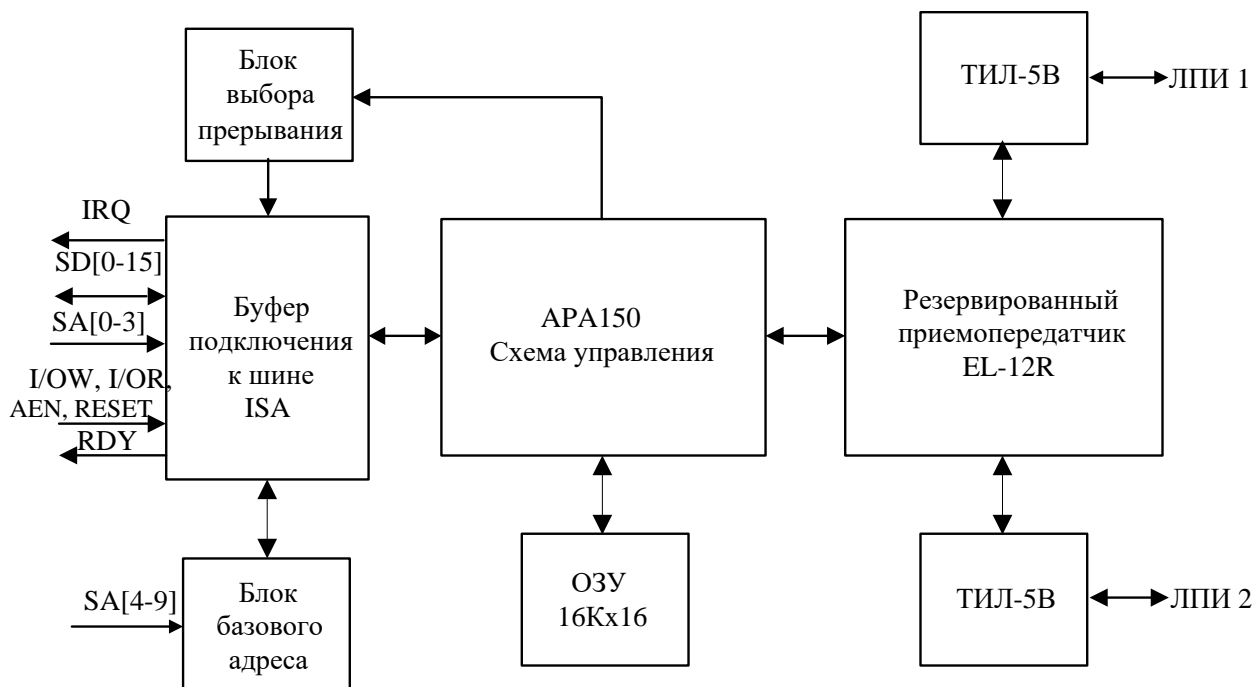 Блок
выбора
прерывания
ТИЛ-5В
ЛПИ 1
IRQ
SD[0-15]
SA[0-3]
I/OW, I/OR,
AEN, RESET
RDY
Буфер
подключения
к шине
ISA
АРА150
Схема управления
Резервированный
приемопередатчик
EL-12R
SA[4-9]
Блок
базового
адреса
ОЗУ
16Кх16
ТИЛ-5В
ЛПИ 2